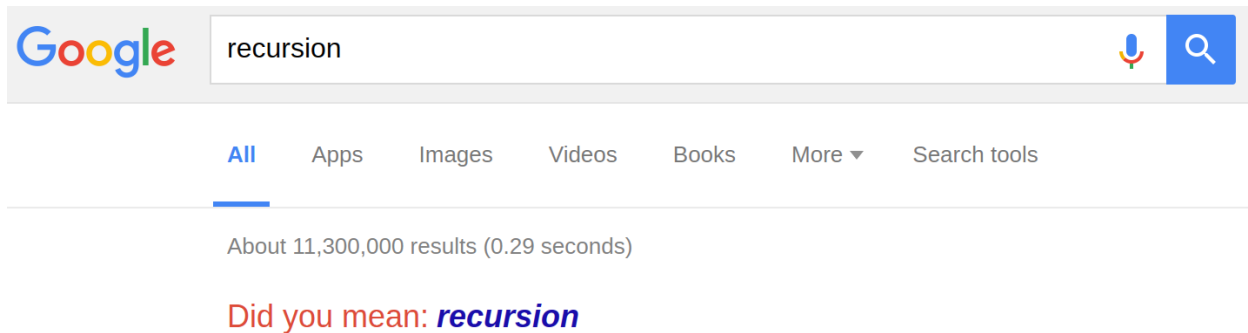 Google recursion
All Apps Images Videos Books More Search tools
About 11,300,000 results (0.29 seconds)
Did you mean: recursion